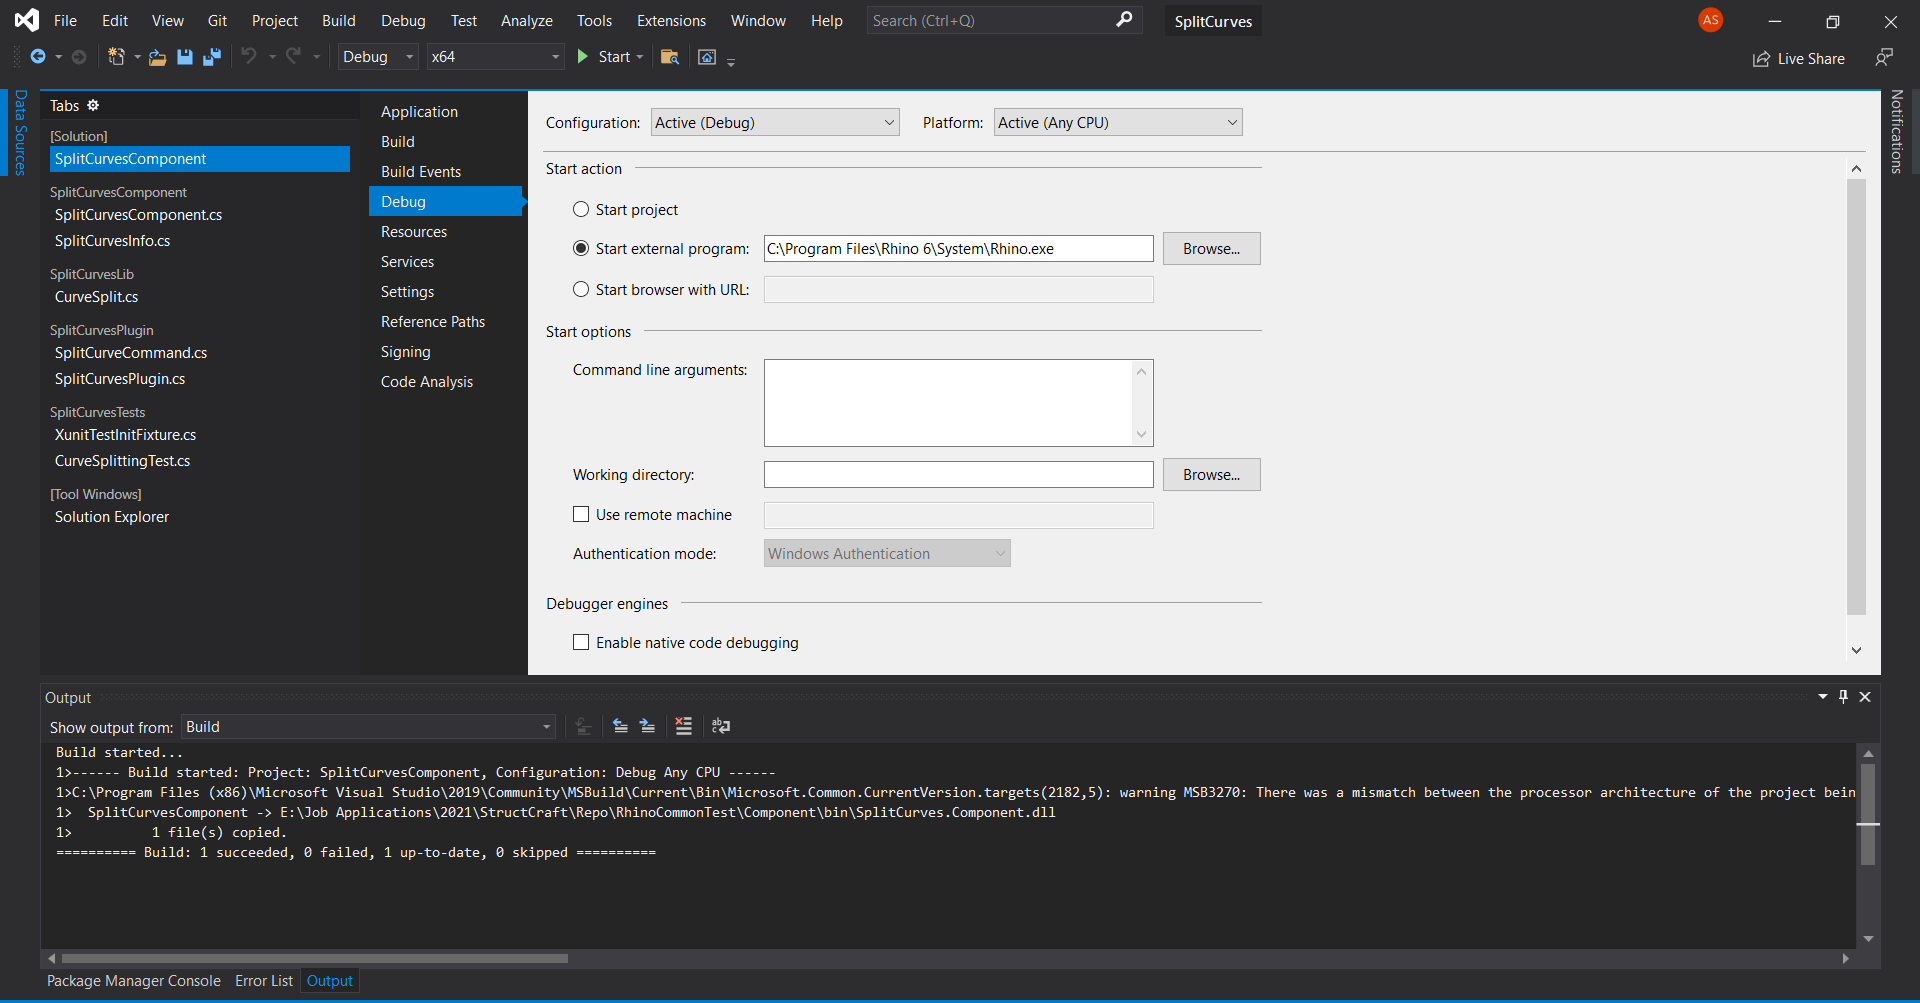 File Edit View Git Project Build Debug Test Analyze Tools Extensions Window Help Search (Ctrl+Q) SplitCurves AS
Debug x64 Start Live Share
Data Sources
Notifications
Tabs
[Solution]
SplitCurvesComponent
SplitCurvesComponent
SplitCurvesComponent.cs
SplitCurvesInfo.cs
SplitCurvesLib
CurveSplit.cs
SplitCurvesPlugin
SplitCurveCommand.cs
SplitCurvesPlugin.cs
SplitCurvesTests
XunitTestInitFixture.cs
CurveSplittingTest.cs
[Tool Windows]
Solution Explorer
Application
Build
Build Events
Debug
Resources
Services
Settings
Reference Paths
Signing
Code Analysis
Configuration: Active (Debug) Platform: Active (Any CPU)
Start action
Start project
Start external program: C:\Program Files\Rhino 6\System\Rhino.exe Browse...
Start browser with URL:
Start options
Command line arguments:
Working directory: Browse...
Use remote machine
Authentication mode: Windows Authentication
Debugger engines
Enable native code debugging
Output
Show output from: Build
Build started...
1>------ Build started: Project: SplitCurvesComponent, Configuration: Debug Any CPU ------
1>C:\Program Files (x86)\Microsoft Visual Studio\2019\Community\MSBuild\Current\Bin\Microsoft.Common.CurrentVersion.targets(2182,5): warning MSB3270: There was a mismatch between the processor architecture of the project bein
1>  SplitCurvesComponent -> E:\Job Applications\2021\StructCraft\Repo\RhinoCommonTest\Component\bin\SplitCurves.Component.dll
1>          1 file(s) copied.
========== Build: 1 succeeded, 0 failed, 1 up-to-date, 0 skipped ==========
Package Manager Console Error List Output